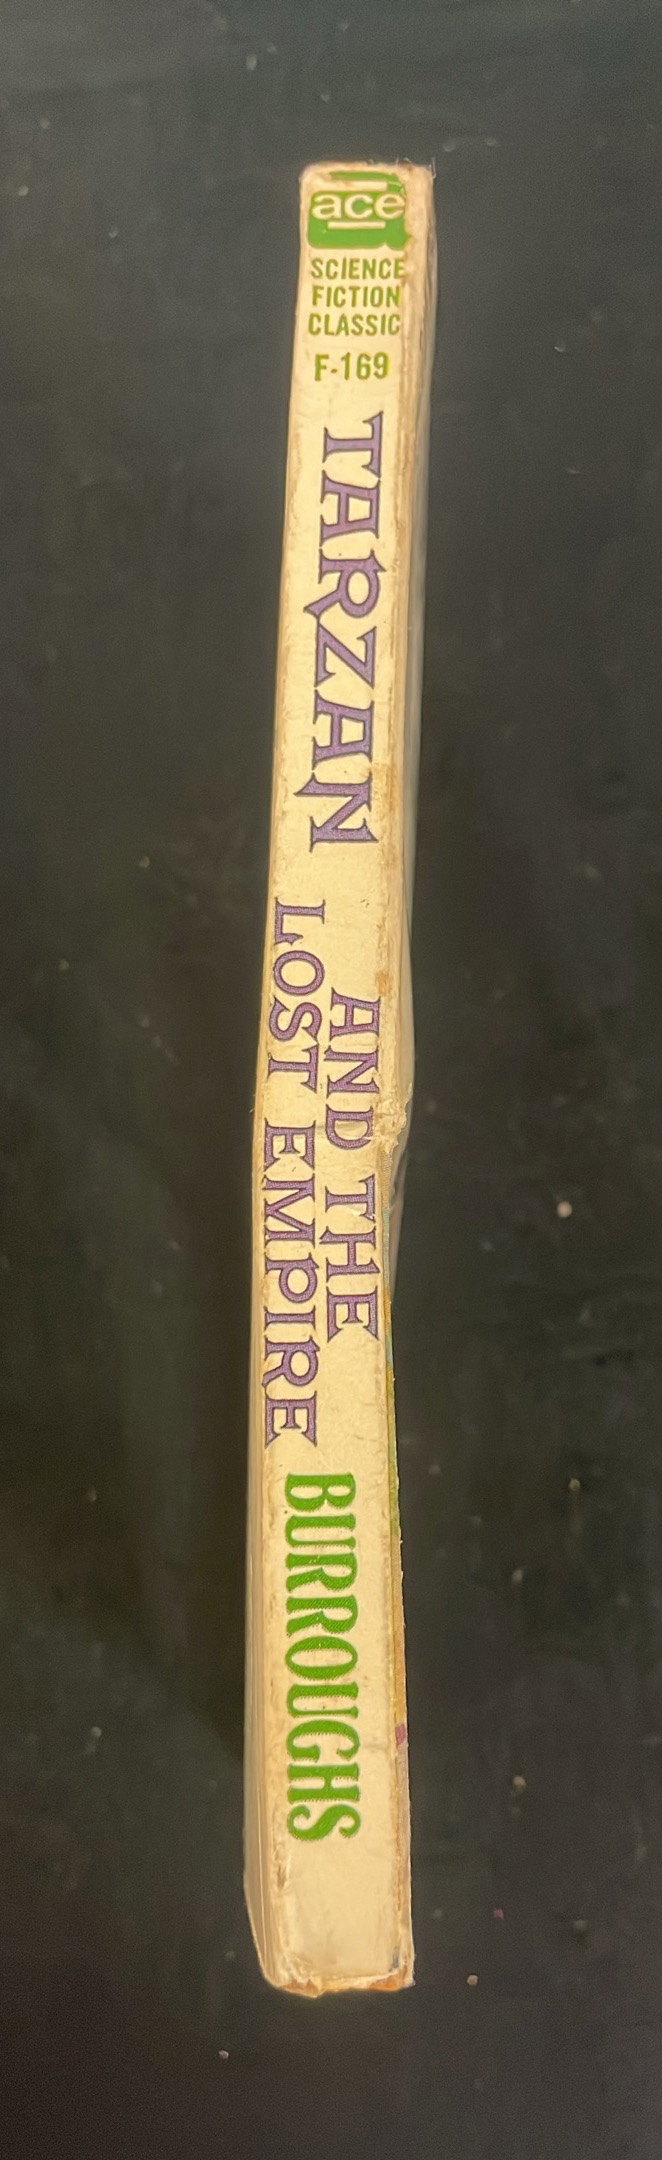 ace
SCIENCE
FICTION
CLASSIC
F-169
TARZAN
AND THE
LOST EMPIRE
BURROUGHS